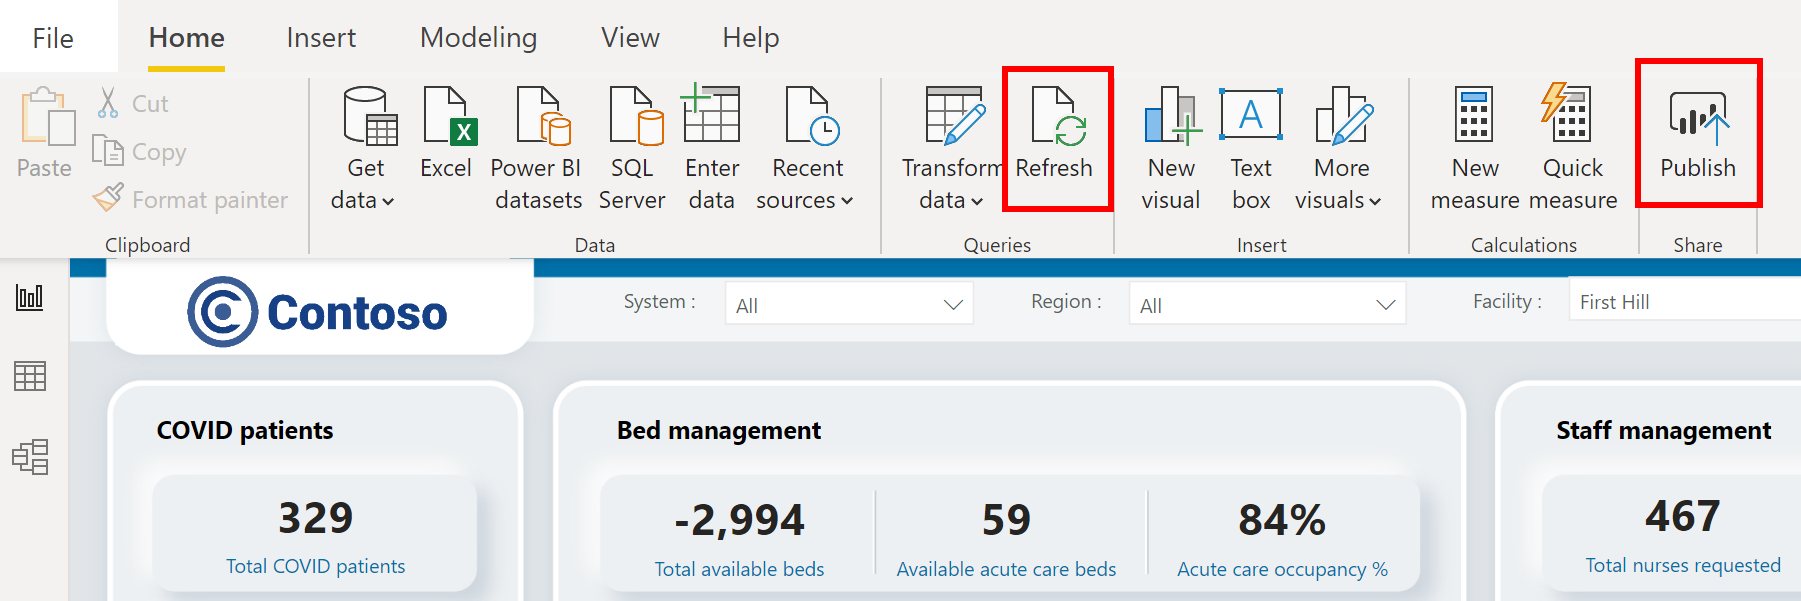 File
Home
Insert
Modeling
View
Help
Paste
Cut
Copy
Format painter
Clipboard
Get
data
Excel
Power BI
datasets
SQL
Server
Enter
data
Recent
sources
Data
Transform
data
Refresh
Queries
New
visual
A
Text
box
More
visuals
Insert
New
measure
Quick
measure
Calculations
Publish
Share
Contoso
System :
All
Region :
All
Facility :
First Hill
COVID patients
329
Total COVID patients
Bed management
-2,994
Total available beds
59
Available acute care beds
84%
Acute care occupancy %
Staff management
467
Total nurses requested